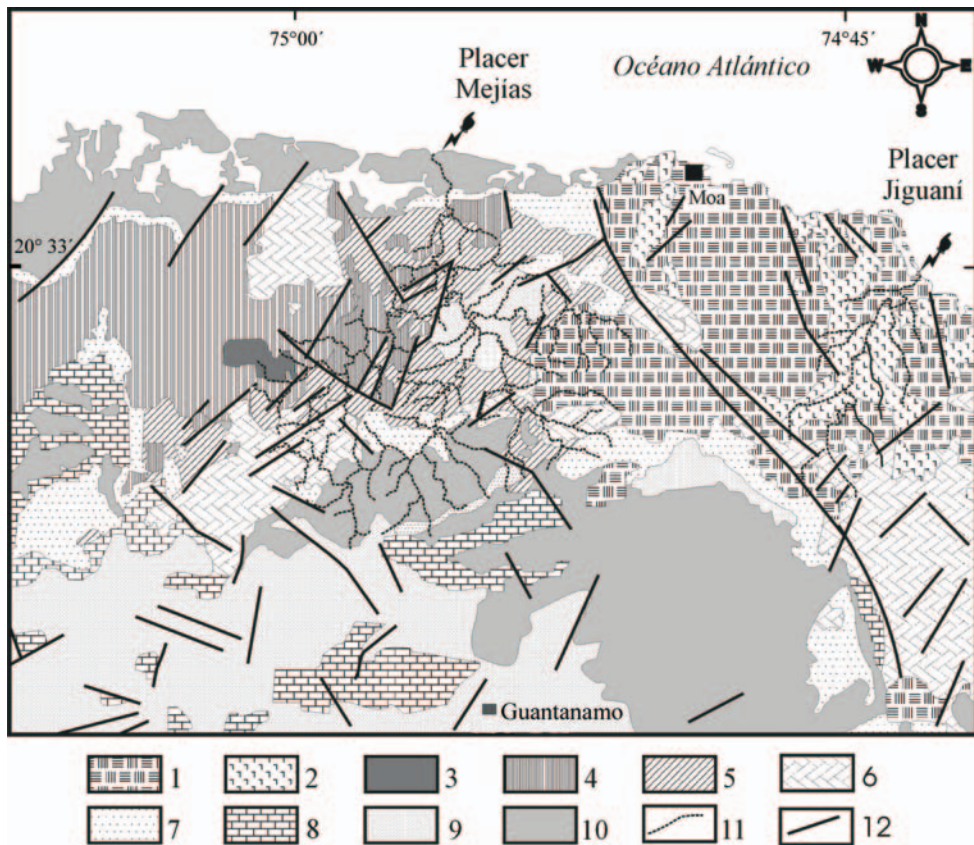 75°00´
74°45´
N
W
E
S
Placer
Mejías
Océano Atlántico
Placer
Jiguaní
Moa
20° 33´
Guantanamo
1
2
3
4
5
6
7
8
9
10
11
12